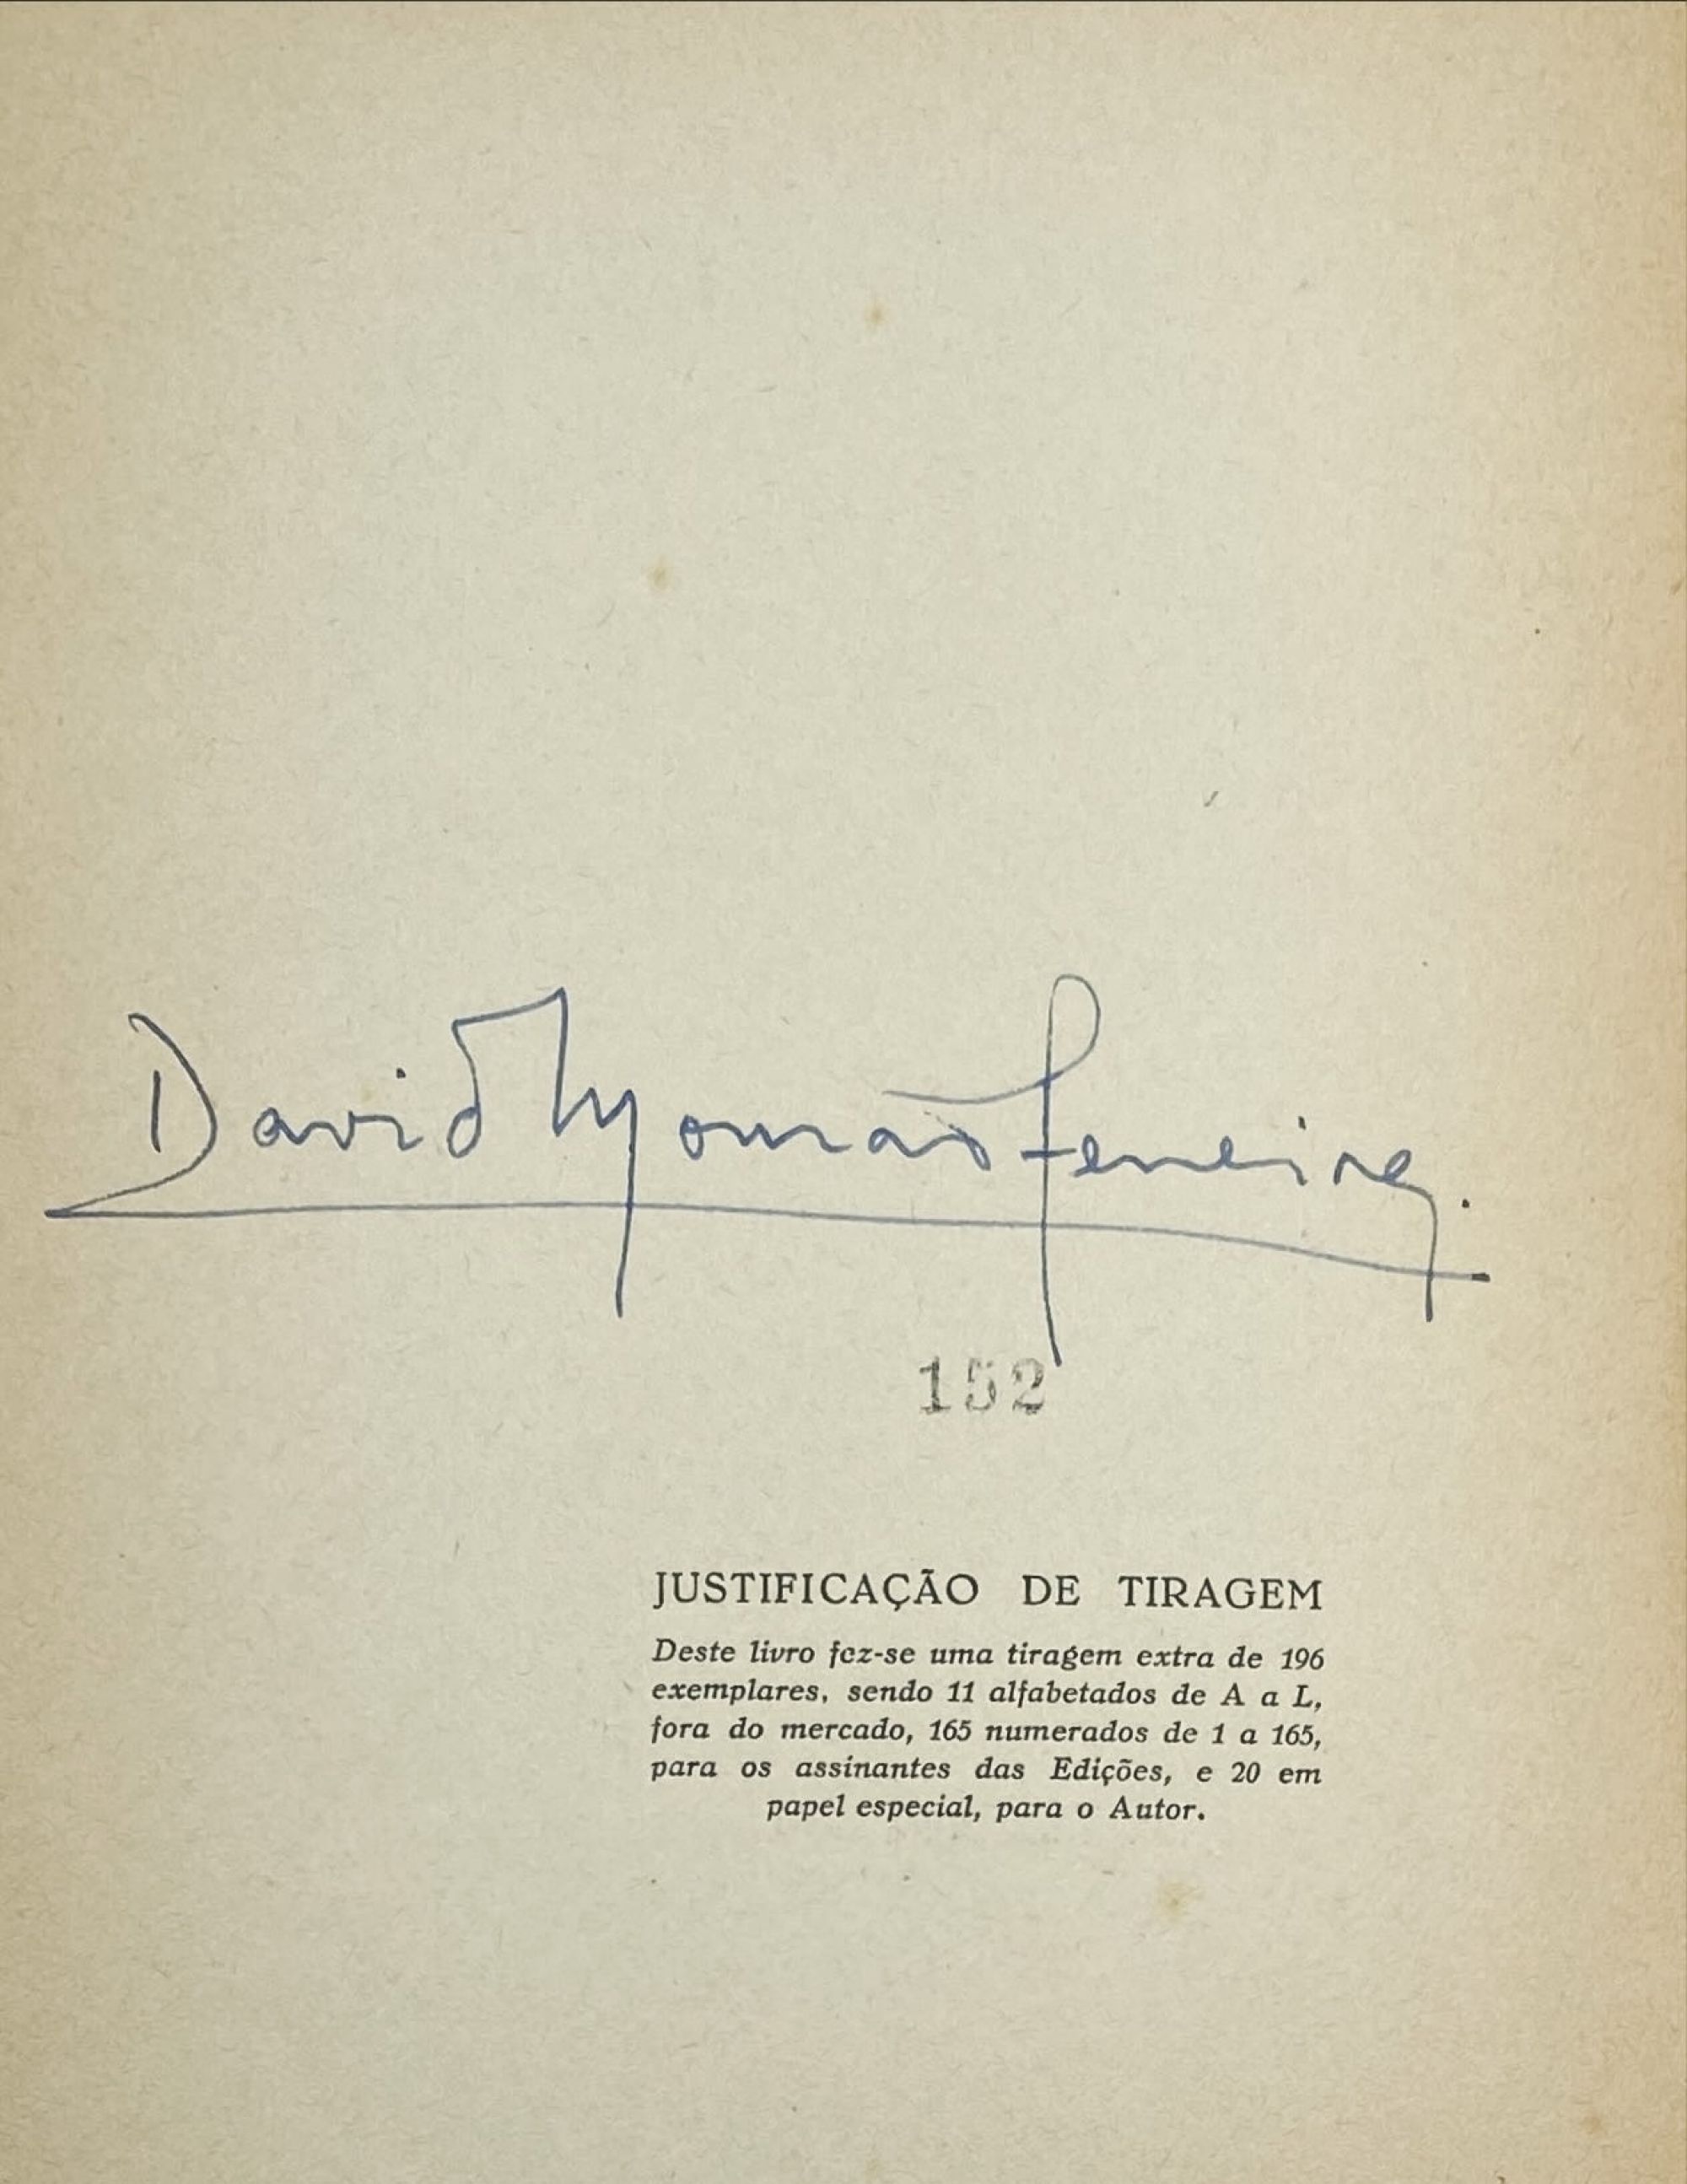 David Mourão-Ferreira.
152
JUSTIFICAÇÃO DE TIRAGEM
Deste livro fez-se uma tiragem extra de 196
exemplares, sendo 11 alfabetados de A a L,
fora do mercado, 165 numerados de 1 a 165,
para os assinantes das Edições, e 20 em
papel especial, para o Autor.